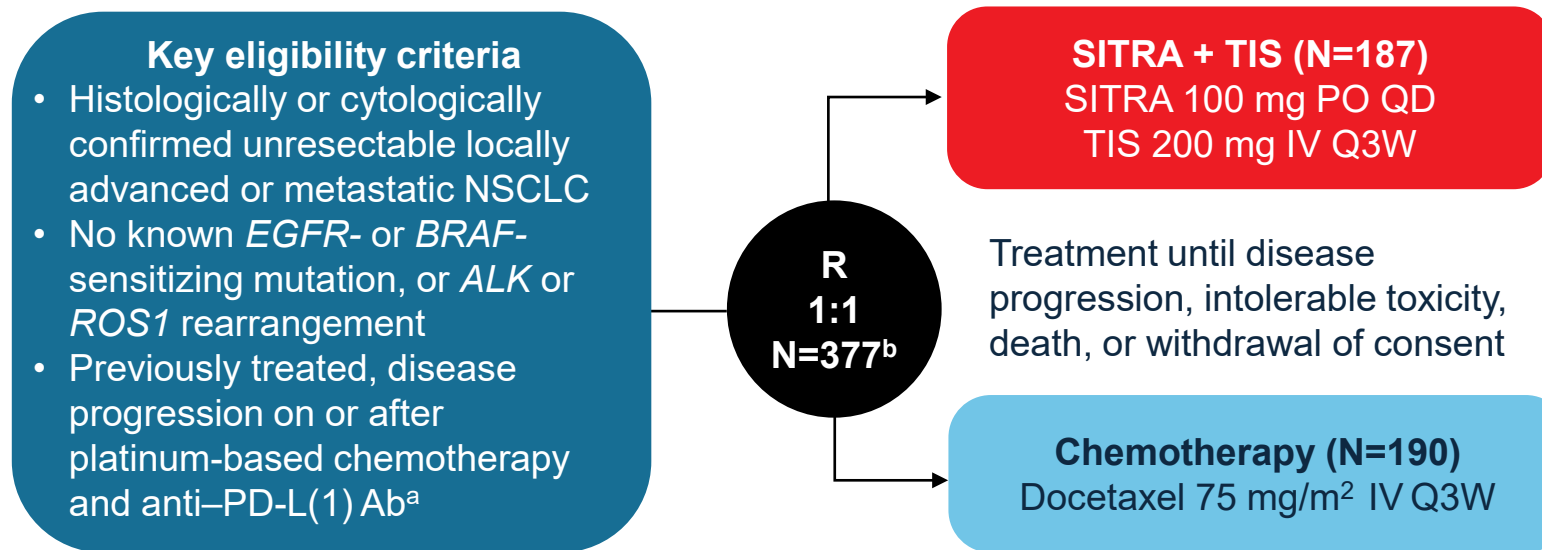 Key eligibility criteria
• Histologically or cytologically
confirmed unresectable locally
advanced or metastatic NSCLC
• No known EGFR- or BRAF-
sensitizing mutation, or ALK or
ROS1 rearrangement
• Previously treated, disease
progression on or after
platinum-based chemotherapy
and anti–PD-L(1) Abᵃ
R
1:1
N=377ᵇ
SITRA + TIS (N=187)
SITRA 100 mg PO QD
TIS 200 mg IV Q3W
Treatment until disease
progression, intolerable toxicity,
death, or withdrawal of consent
Chemotherapy (N=190)
Docetaxel 75 mg/m² IV Q3W